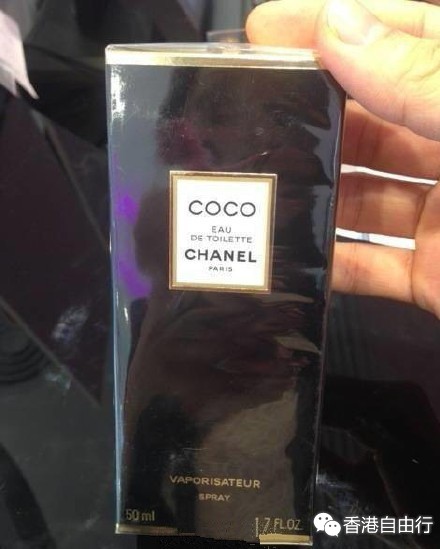 COCO
EAU
DE TOILETTE
CHANEL
PARIS
VAPORISATEUR
SPRAY
50 ml
1.7 FL.OZ.
香港自由行